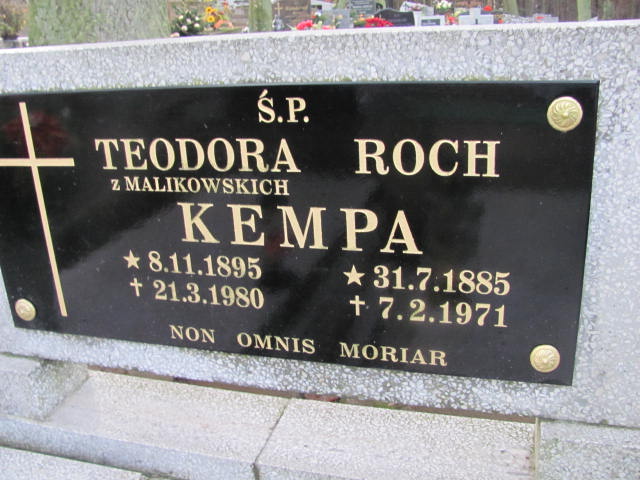 Ś.P.
TEODORA ROCH
z MALIKOWSKICH
KEMPA
★ 8.11.1895 ★ 31.7.1885
† 21.3.1980 † 7.2.1971
NON OMNIS MORIAR